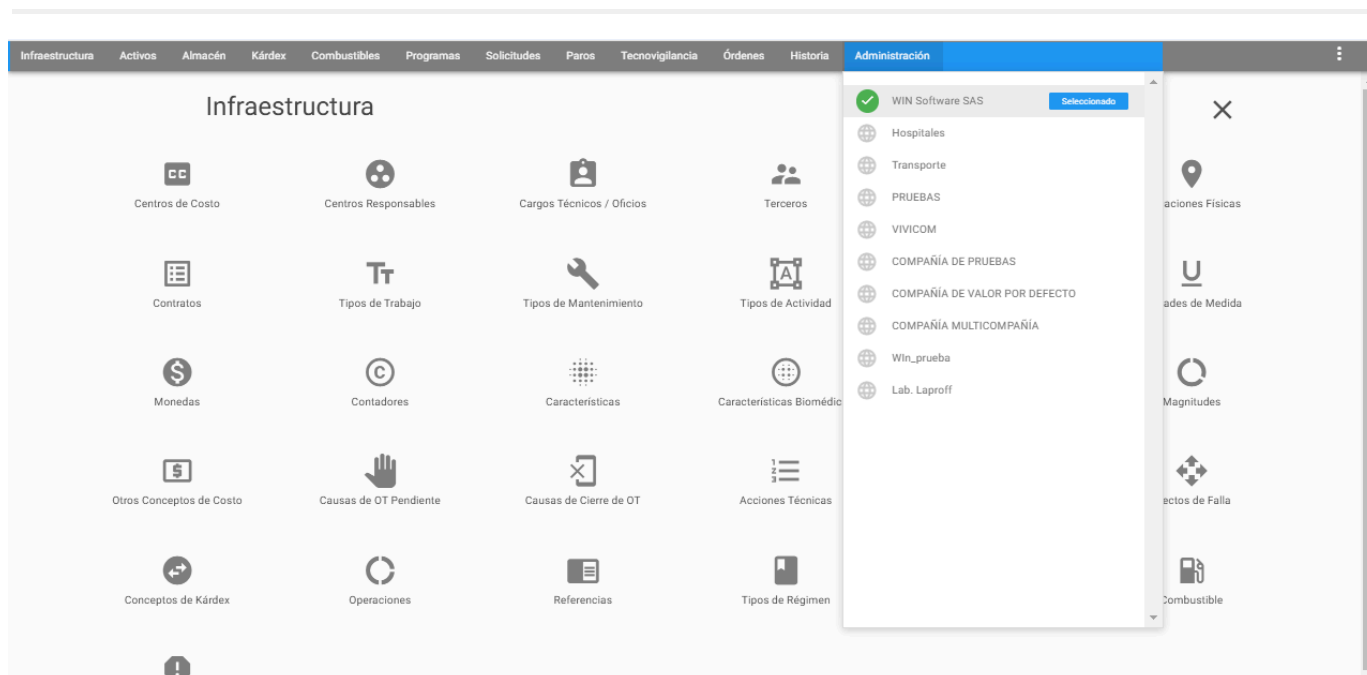 Infraestructura Activos Almacén Kárdex Combustibles Programas Solicitudes Paros Tecnovigilancia Órdenes Historia Administración
Infraestructura
WIN Software SAS Seleccionado
Hospitales
Transporte
PRUEBAS
VIVICOM
COMPAÑÍA DE PRUEBAS
COMPAÑÍA DE VALOR POR DEFECTO
COMPAÑÍA MULTICOMPAÑÍA
WIn_prueba
Lab. Laproff
CC
Centros de Costo Centros Responsables Cargos Técnicos / Oficios Terceros aciones Físicas
Contratos Tipos de Trabajo Tipos de Mantenimiento Tipos de Actividad ades de Medida
Monedas Contadores Características Características Biomédic Magnitudes
Otros Conceptos de Costo Causas de OT Pendiente Causas de Cierre de OT Acciones Técnicas ectos de Falla
Conceptos de Kárdex Operaciones Referencias Tipos de Régimen Combustible